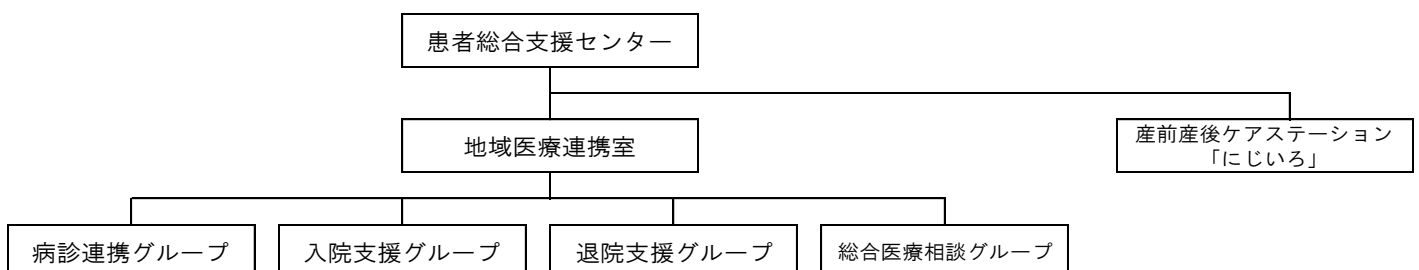 患者総合支援センター
地域医療連携室
産前産後ケアステーション
「にじいろ」
病診連携グループ
入院支援グループ
退院支援グループ
総合医療相談グループ